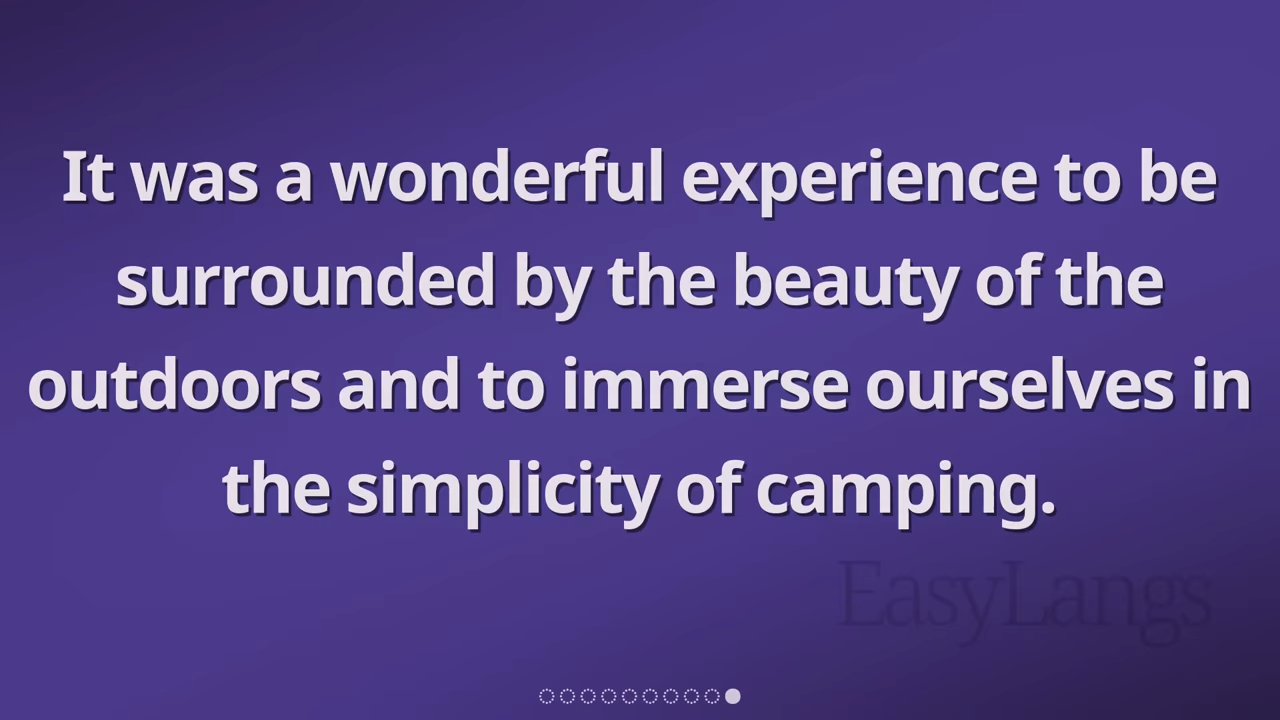 It was a wonderful experience to be
surrounded by the beauty of the
outdoors and to immerse ourselves in
the simplicity of camping.
EasyLangs